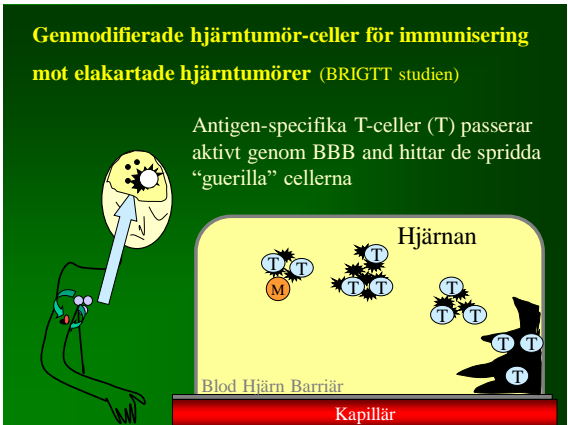 Genmodifierade hjärntumör-celler för immunisering
mot elakartade hjärntumörer (BRIGTT studien)
Antigen-specifika T-celler (T) passerar
aktivt genom BBB and hittar de spridda
“guerilla” cellerna
Hjärnan
T T T
M T T T
T T
T T
T
Blod Hjärn Barriär
Kapillär